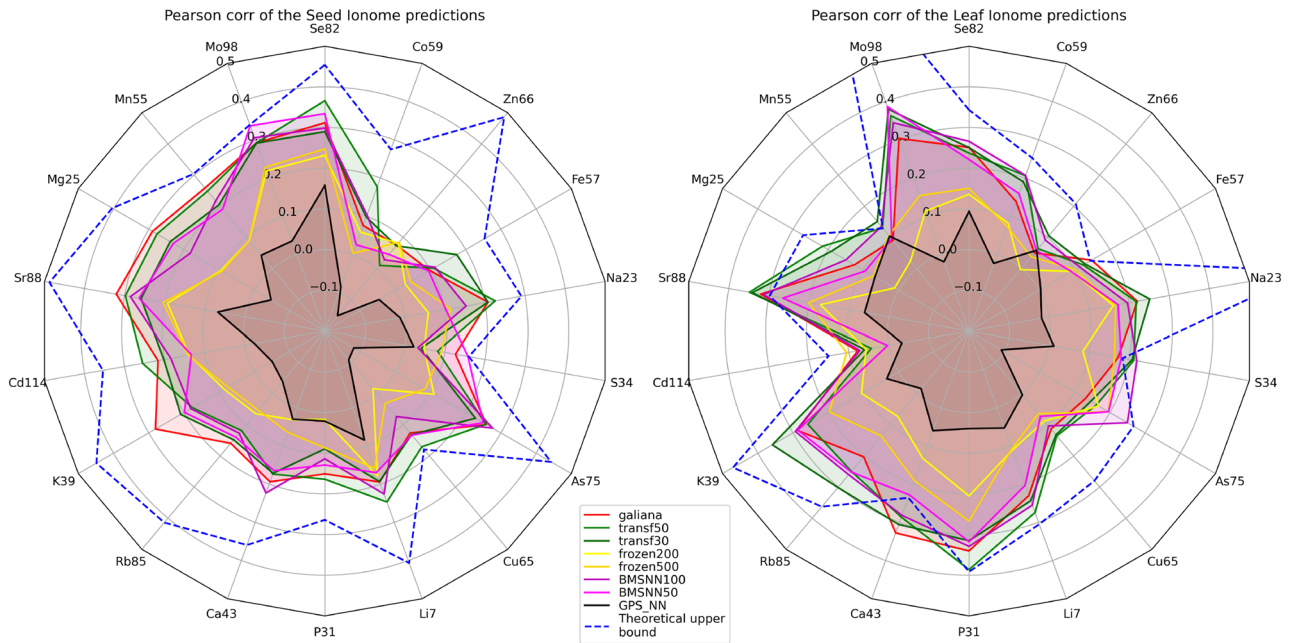 Pearson corr of the Seed Ionome predictions
Se82
Co59
Zn66
Fe57
Na23
S34
As75
Cu65
Li7
P31
Ca43
Rb85
K39
Cd114
Sr88
Mg25
Mn55
Mo98
0.5
0.4
0.3
0.2
0.1
0.0
−0.1
Pearson corr of the Leaf Ionome predictions
Se82
Co59
Zn66
Fe57
Na23
S34
As75
Cu65
Li7
P31
Ca43
Rb85
K39
Cd114
Sr88
Mg25
Mn55
Mo98
0.5
0.4
0.3
0.2
0.1
0.0
−0.1
galiana
transf50
transf30
frozen200
frozen500
BMSNN100
BMSNN50
GPS_NN
Theoretical upper
bound